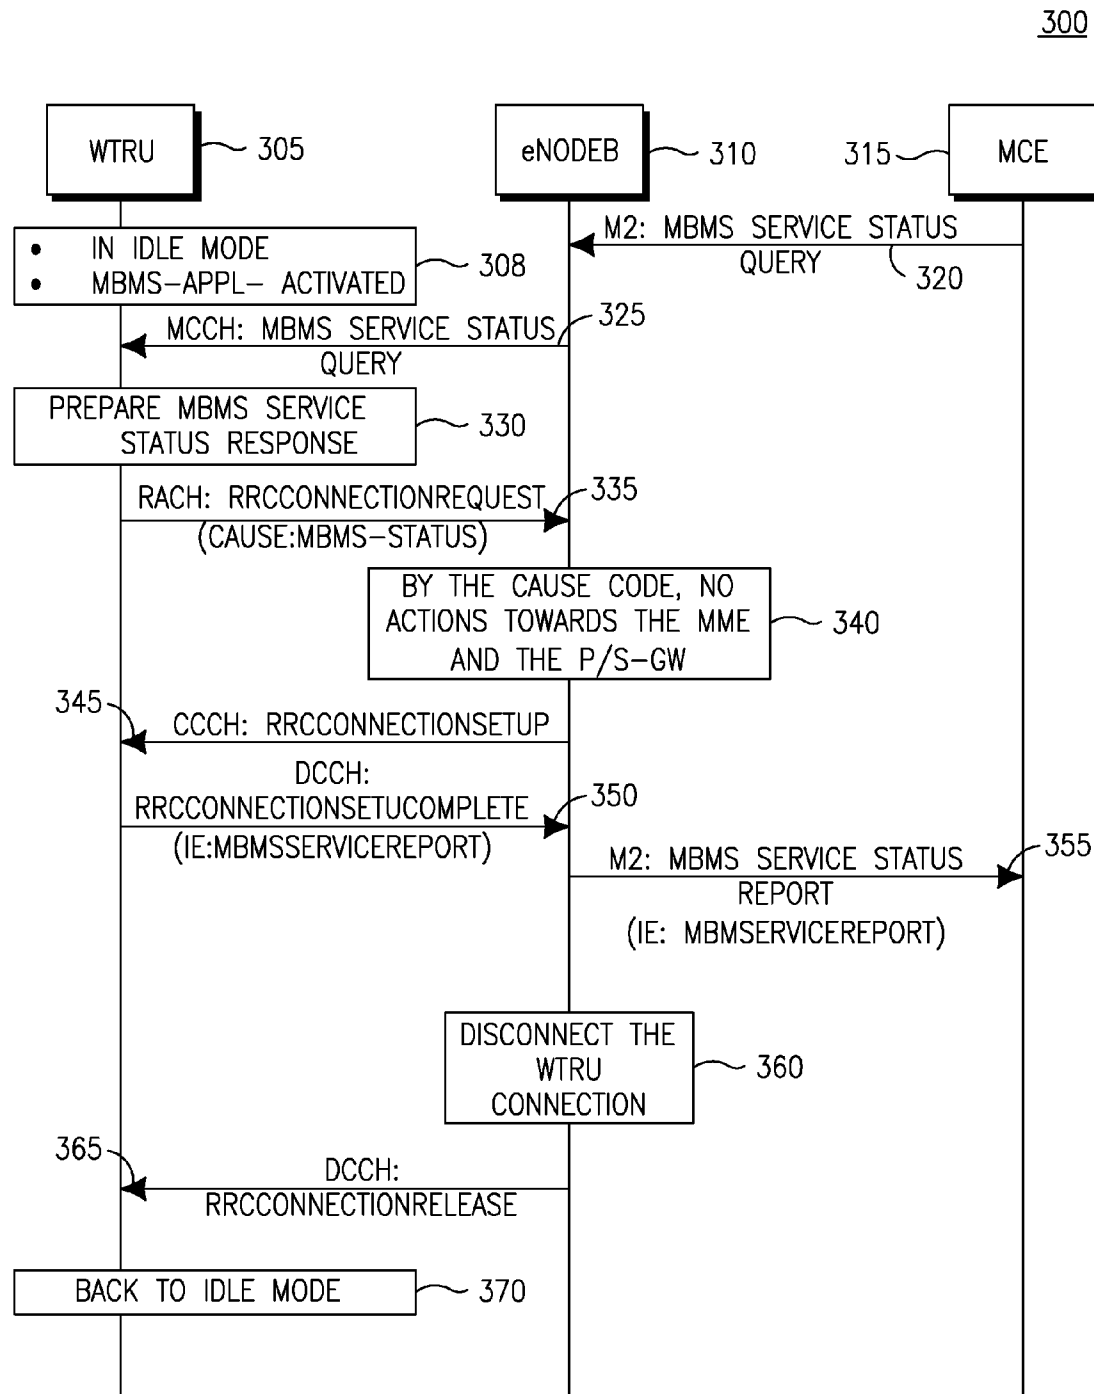 300
WTRU
305
eNODEB
310
315
MCE
• IN IDLE MODE
• MBMS-APPL- ACTIVATED
308
M2: MBMS SERVICE STATUS
QUERY
320
325
MCCH: MBMS SERVICE STATUS
QUERY
PREPARE MBMS SERVICE
STATUS RESPONSE
330
RACH: RRCCONNECTIONREQUEST
335
(CAUSE:MBMS-STATUS)
BY THE CAUSE CODE, NO
ACTIONS TOWARDS THE MME
AND THE P/S-GW
340
345
CCCH: RRCCONNECTIONSETUP
DCCH:
RRCCONNECTIONSETUCOMPLETE
350
(IE:MBMSSERVICEREPORT)
M2: MBMS SERVICE STATUS
355
REPORT
(IE: MBMSERVICEREPORT)
DISCONNECT THE
WTRU
CONNECTION
360
365
DCCH:
RRCCONNECTIONRELEASE
BACK TO IDLE MODE
370